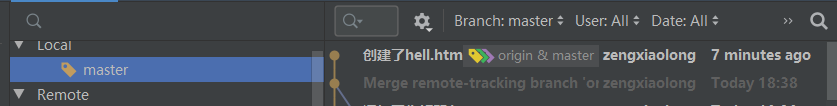 Branch: master User: All Date: All
Local
master
Remote
创建了hell.htm origin & master zengxiaolong 7 minutes ago
Merge remote-tracking branch 'or zengxiaolong Today 18:38